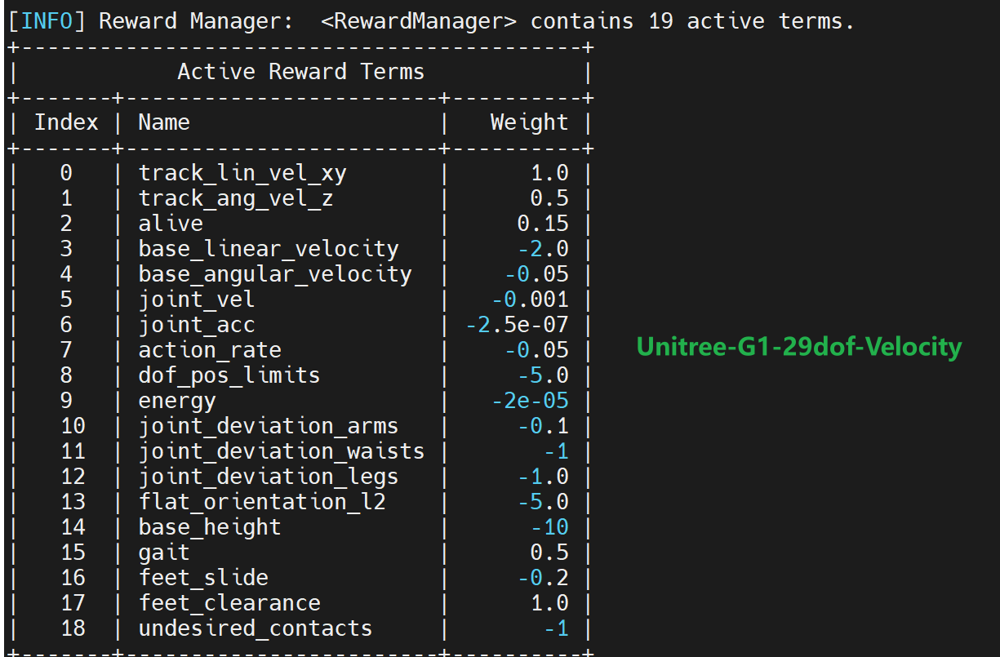 [INFO] Reward Manager:  <RewardManager> contains 19 active terms.
+-------------------------------------------+
|            Active Reward Terms            |
+-------+------------------------+----------+
| Index | Name                   |   Weight |
+-------+------------------------+----------+
|   0   | track_lin_vel_xy       |      1.0 |
|   1   | track_ang_vel_z        |      0.5 |
|   2   | alive                  |     0.15 |
|   3   | base_linear_velocity   |     -2.0 |
|   4   | base_angular_velocity  |    -0.05 |
|   5   | joint_vel              |   -0.001 |
|   6   | joint_acc              | -2.5e-07 |
|   7   | action_rate            |    -0.05 |
|   8   | dof_pos_limits         |     -5.0 |
|   9   | energy                 |   -2e-05 |
|   10  | joint_deviation_arms   |     -0.1 |
|   11  | joint_deviation_waists |       -1 |
|   12  | joint_deviation_legs   |     -1.0 |
|   13  | flat_orientation_l2    |     -5.0 |
|   14  | base_height            |      -10 |
|   15  | gait                   |      0.5 |
|   16  | feet_slide             |     -0.2 |
|   17  | feet_clearance         |      1.0 |
|   18  | undesired_contacts     |       -1 |
+-------+------------------------+----------+
Unitree-G1-29dof-Velocity